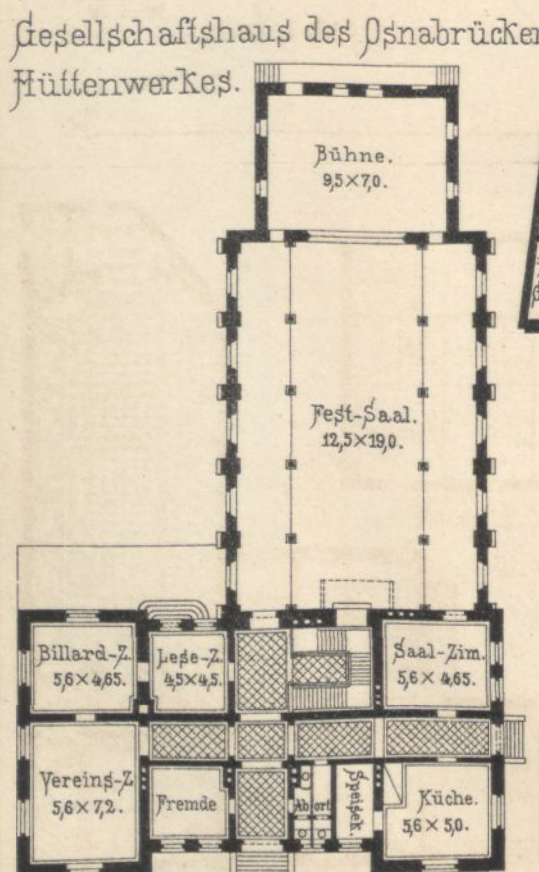 Gesellschaftshaus des Osnabrücker
Hüttenwerkes.
Bühne.
9,5×7,0.
Fest-Saal.
12,5×19,0.
Billard-Z.
5,6×4,65.
Lese-Z.
4,5×4,5.
Saal-Zim.
5,6×4,65.
Vereins-Z
5,6×7,2.
Fremde
Abort
Speisek.
Küche.
5,6×5,0.